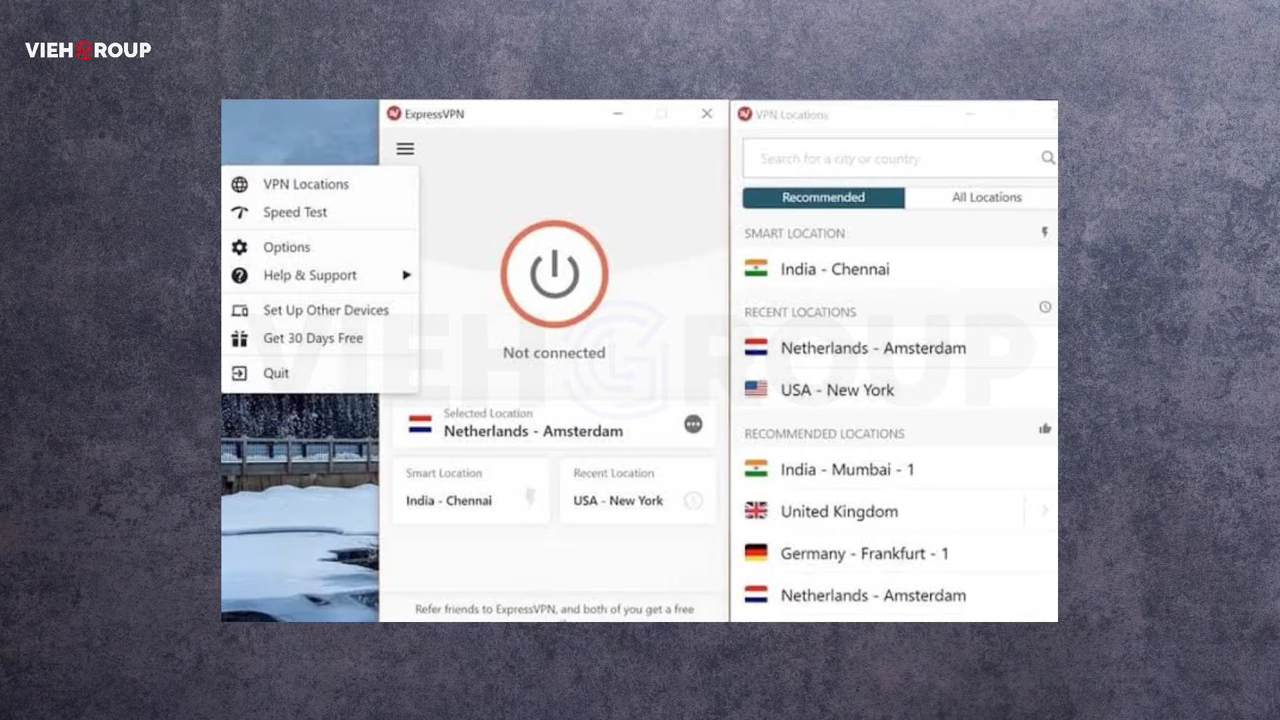 VIEHGROUP
VPN Locations
Speed Test
Options
Help & Support
Set Up Other Devices
Get 30 Days Free
Quit
ExpressVPN
Not connected
Selected Location
Netherlands - Amsterdam
Smart Location
India - Chennai
Recent Location
USA - New York
Refer friends to ExpressVPN, and both of you get a free
VPN Locations
Search for a city or country
Recommended
All Locations
SMART LOCATION
India - Chennai
RECENT LOCATIONS
Netherlands - Amsterdam
USA - New York
RECOMMENDED LOCATIONS
India - Mumbai - 1
United Kingdom
Germany - Frankfurt - 1
Netherlands - Amsterdam
VIEHGROUP